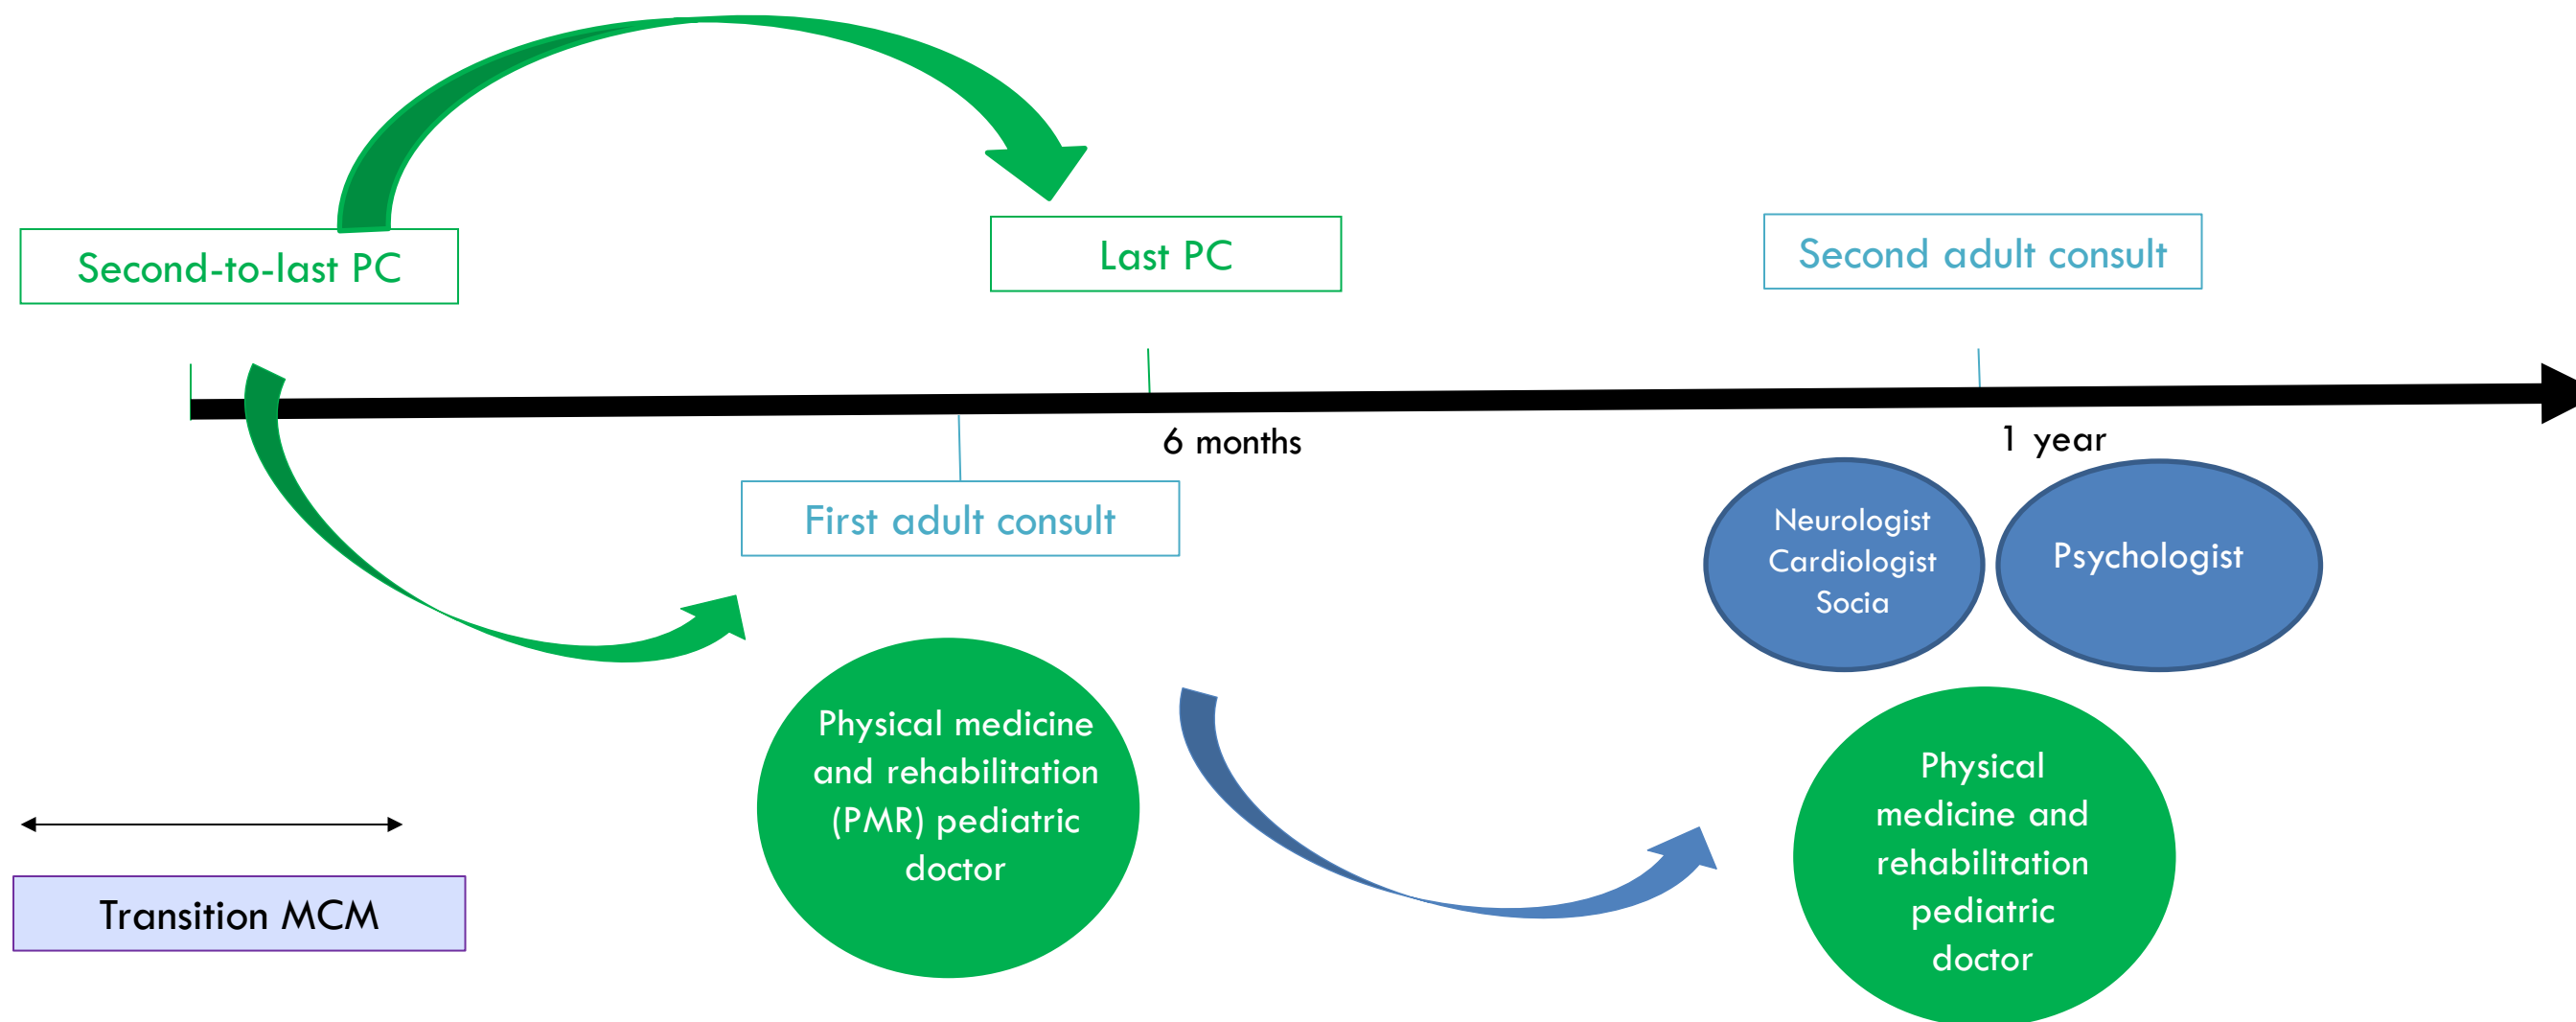 Second-to-last PC
Last PC
Second adult consult
6 months
1 year
First adult consult
Neurologist
Cardiologist
Socia
Psychologist
Physical medicine
and rehabilitation
(PMR) pediatric
doctor
Physical
medicine and
rehabilitation
pediatric
doctor
Transition MCM